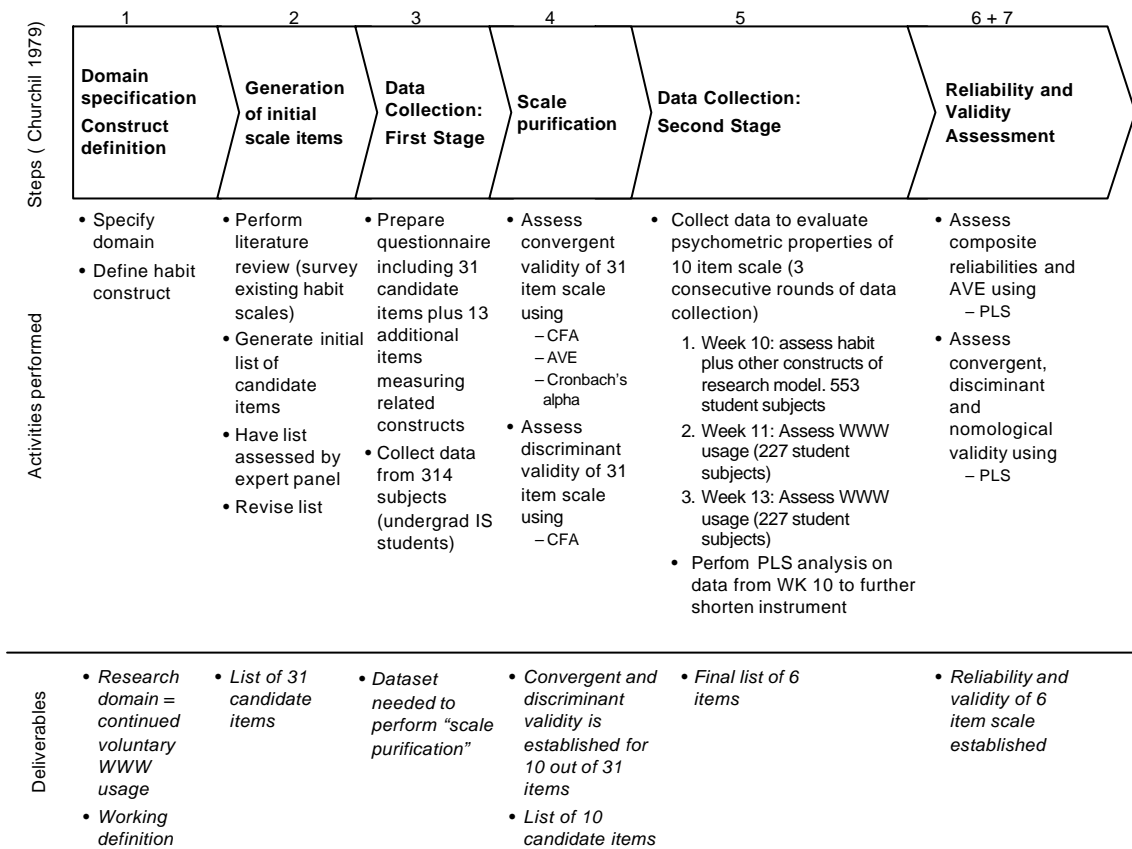 Steps ( Churchil 1979)
1
2
3
4
5
6 + 7
Domain
specification
Construct
definition
Generation
of initial
scale items
Data
Collection:
First Stage
Scale
purification
Data Collection:
Second Stage
Reliability and
Validity
Assessment
Activities performed
• Specify
domain
• Define habit
construct
• Perform
literature
review (survey
existing habit
scales)
• Generate initial
list of
candidate
items
• Have list
assessed by
expert panel
• Revise list
• Prepare
questionnaire
including 31
candidate
items plus 13
additional
items
measuring
related
constructs
• Collect data
from 314
subjects
(undergrad IS
students)
• Assess
convergent
validity of 31
item scale
using
– CFA
– AVE
– Cronbach's
alpha
• Assess
discriminant
validity of 31
item scale
using
– CFA
• Collect data to evaluate
psychometric properties of
10 item scale (3
consecutive rounds of data
collection)
1. Week 10: assess habit
plus other constructs of
research model. 553
student subjects
2. Week 11: Assess WWW
usage (227 student
subjects)
3. Week 13: Assess WWW
usage (227 student
subjects)
• Perfom PLS analysis on
data from WK 10 to further
shorten instrument
• Assess
composite
reliabilities and
AVE using
– PLS
• Assess
convergent,
disciminant
and
nomological
validity using
– PLS
Deliverables
• Research
domain =
continued
voluntary
WWW
usage
• Working
definition
• List of 31
candidate
items
• Dataset
needed to
perform “scale
purification”
• Convergent and
discriminant
validity is
established for
10 out of 31
items
• List of 10
candidate items
• Final list of 6
items
• Reliability and
validity of 6
item scale
established